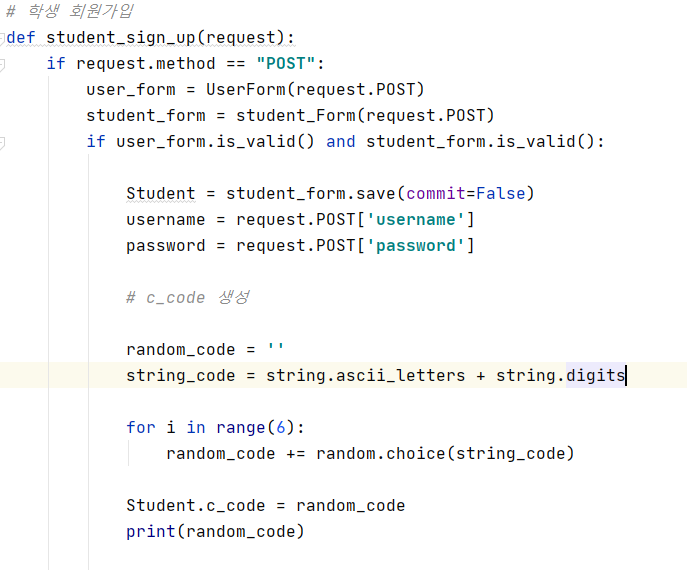 # 학생 회원가입
def student_sign_up(request):
if request.method == "POST":
user_form = UserForm(request.POST)
student_form = student_Form(request.POST)
if user_form.is_valid() and student_form.is_valid():
Student = student_form.save(commit=False)
username = request.POST['username']
password = request.POST['password']
# c_code 생성
random_code = ''
string_code = string.ascii_letters + string.digits
for i in range(6):
random_code += random.choice(string_code)
Student.c_code = random_code
print(random_code)